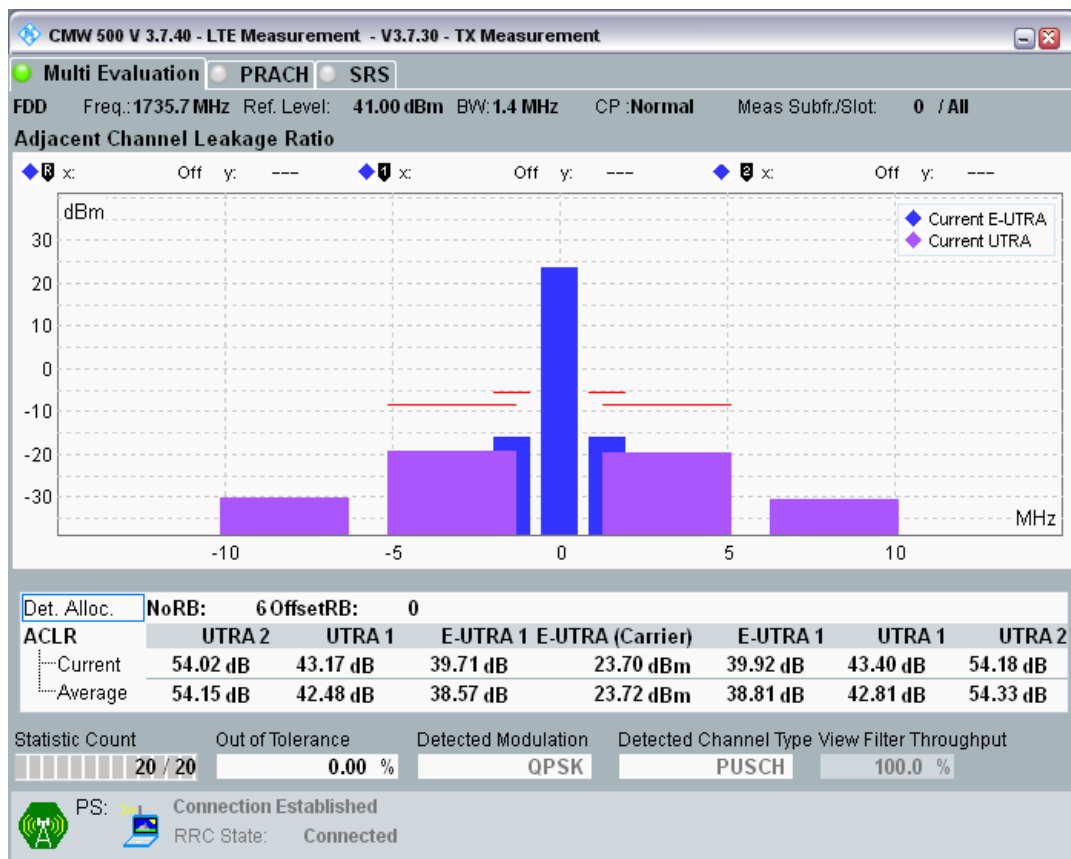 CMW 500 V 3.7.40 - LTE Measurement - V3.7.30 - TX Measurement
Multi Evaluation PRACH SRS
FDD Freq.: 1735.7 MHz Ref. Level: 41.00 dBm BW: 1.4 MHz CP :Normal Meas Subfr./Slot: 0 / All
Adjacent Channel Leakage Ratio
R x: Off y: --- 1 x: Off y: --- 2 x: Off y: ---
dBm
Current E-UTRA
Current UTRA
30
20
10
0
-10
-20
-30
MHz
-10 -5 0 5 10
Det. Alloc. NoRB: 6 OffsetRB: 0
ACLR UTRA 2 UTRA 1 E-UTRA 1 E-UTRA (Carrier) E-UTRA 1 UTRA 1 UTRA 2
Current 54.02 dB 43.17 dB 39.71 dB 23.70 dBm 39.92 dB 43.40 dB 54.18 dB
Average 54.15 dB 42.48 dB 38.57 dB 23.72 dBm 38.81 dB 42.81 dB 54.33 dB
Statistic Count Out of Tolerance Detected Modulation Detected Channel Type View Filter Throughput
20 / 20 0.00 % QPSK PUSCH 100.0 %
PS: Connection Established
RRC State: Connected